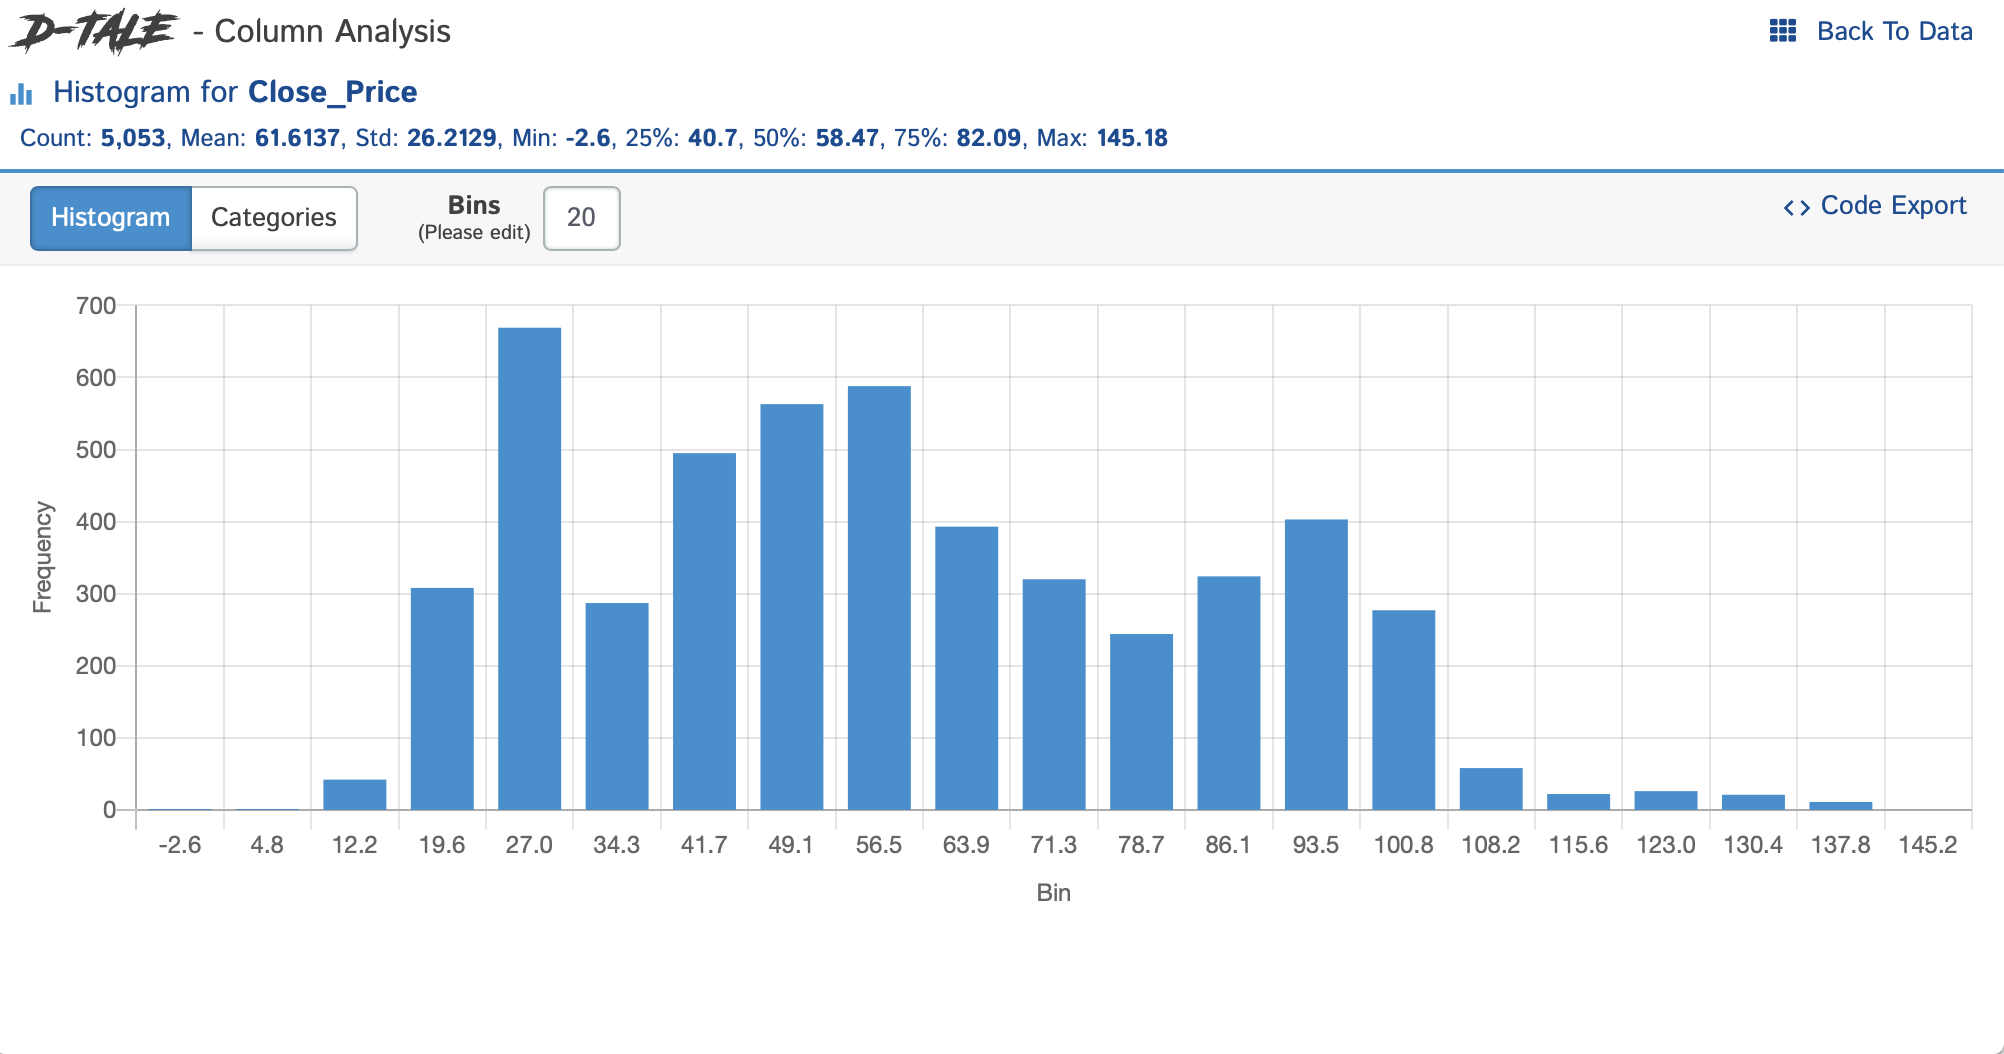 D-TALE - Column Analysis
Back To Data
Histogram for Close_Price
Count: 5,053, Mean: 61.6137, Std: 26.2129, Min: -2.6, 25%: 40.7, 50%: 58.47, 75%: 82.09, Max: 145.18
Histogram Categories
Bins
(Please edit)
20
<> Code Export
700
600
500
400
300
200
100
0
Frequency
-2.6 4.8 12.2 19.6 27.0 34.3 41.7 49.1 56.5 63.9 71.3 78.7 86.1 93.5 100.8 108.2 115.6 123.0 130.4 137.8 145.2
Bin